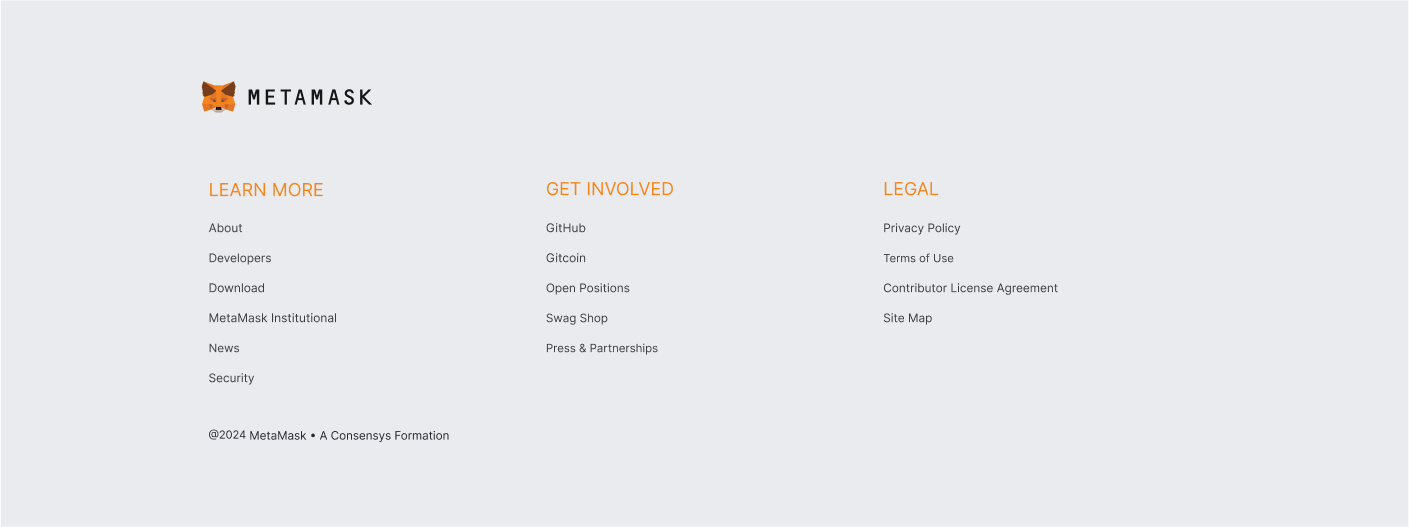 METAMASK
LEARN MORE
About
Developers
Download
MetaMask Institutional
News
Security
GET INVOLVED
GitHub
Gitcoin
Open Positions
Swag Shop
Press & Partnerships
LEGAL
Privacy Policy
Terms of Use
Contributor License Agreement
Site Map
@2024 MetaMask • A Consensys Formation